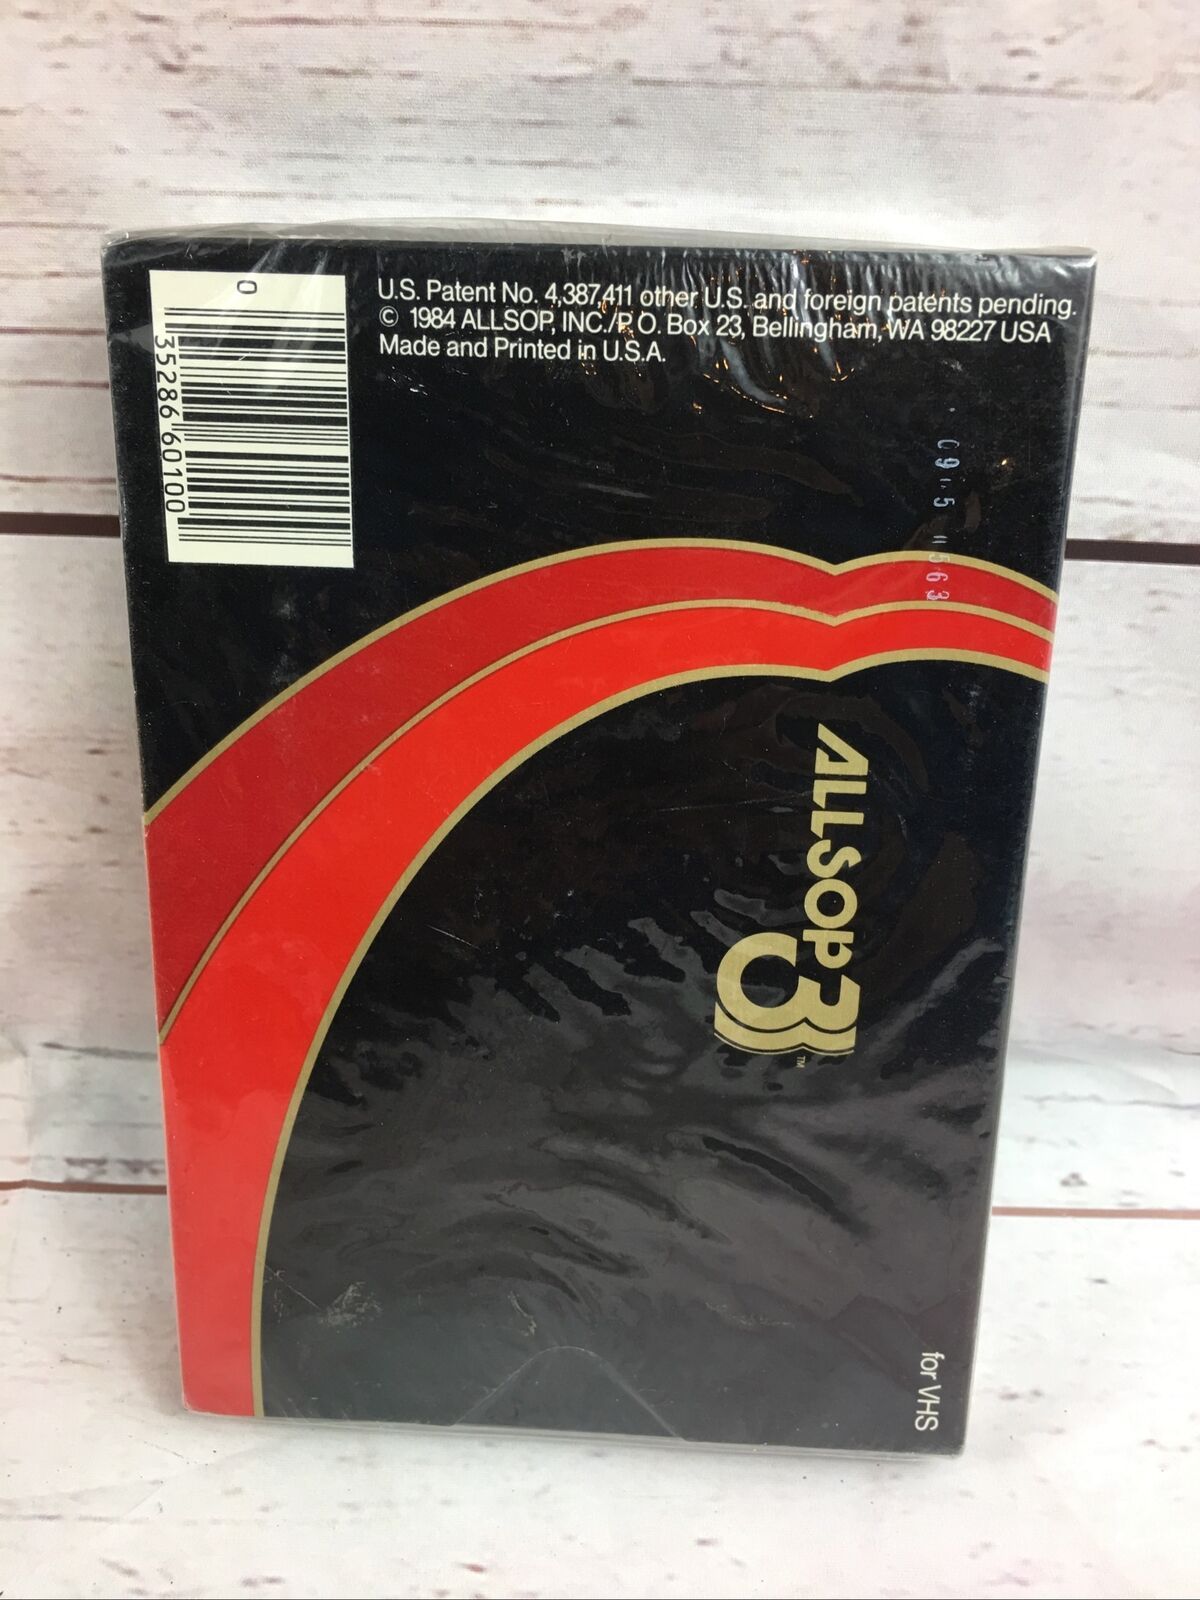 U.S. Patent No. 4,387,411 other U.S. and foreign patents pending.
© 1984 ALLSOP, INC./P.O. Box 23, Bellingham, WA 98227 USA
Made and Printed in U.S.A.
0
35286 60100
ALLSOP 3 ™
for VHS